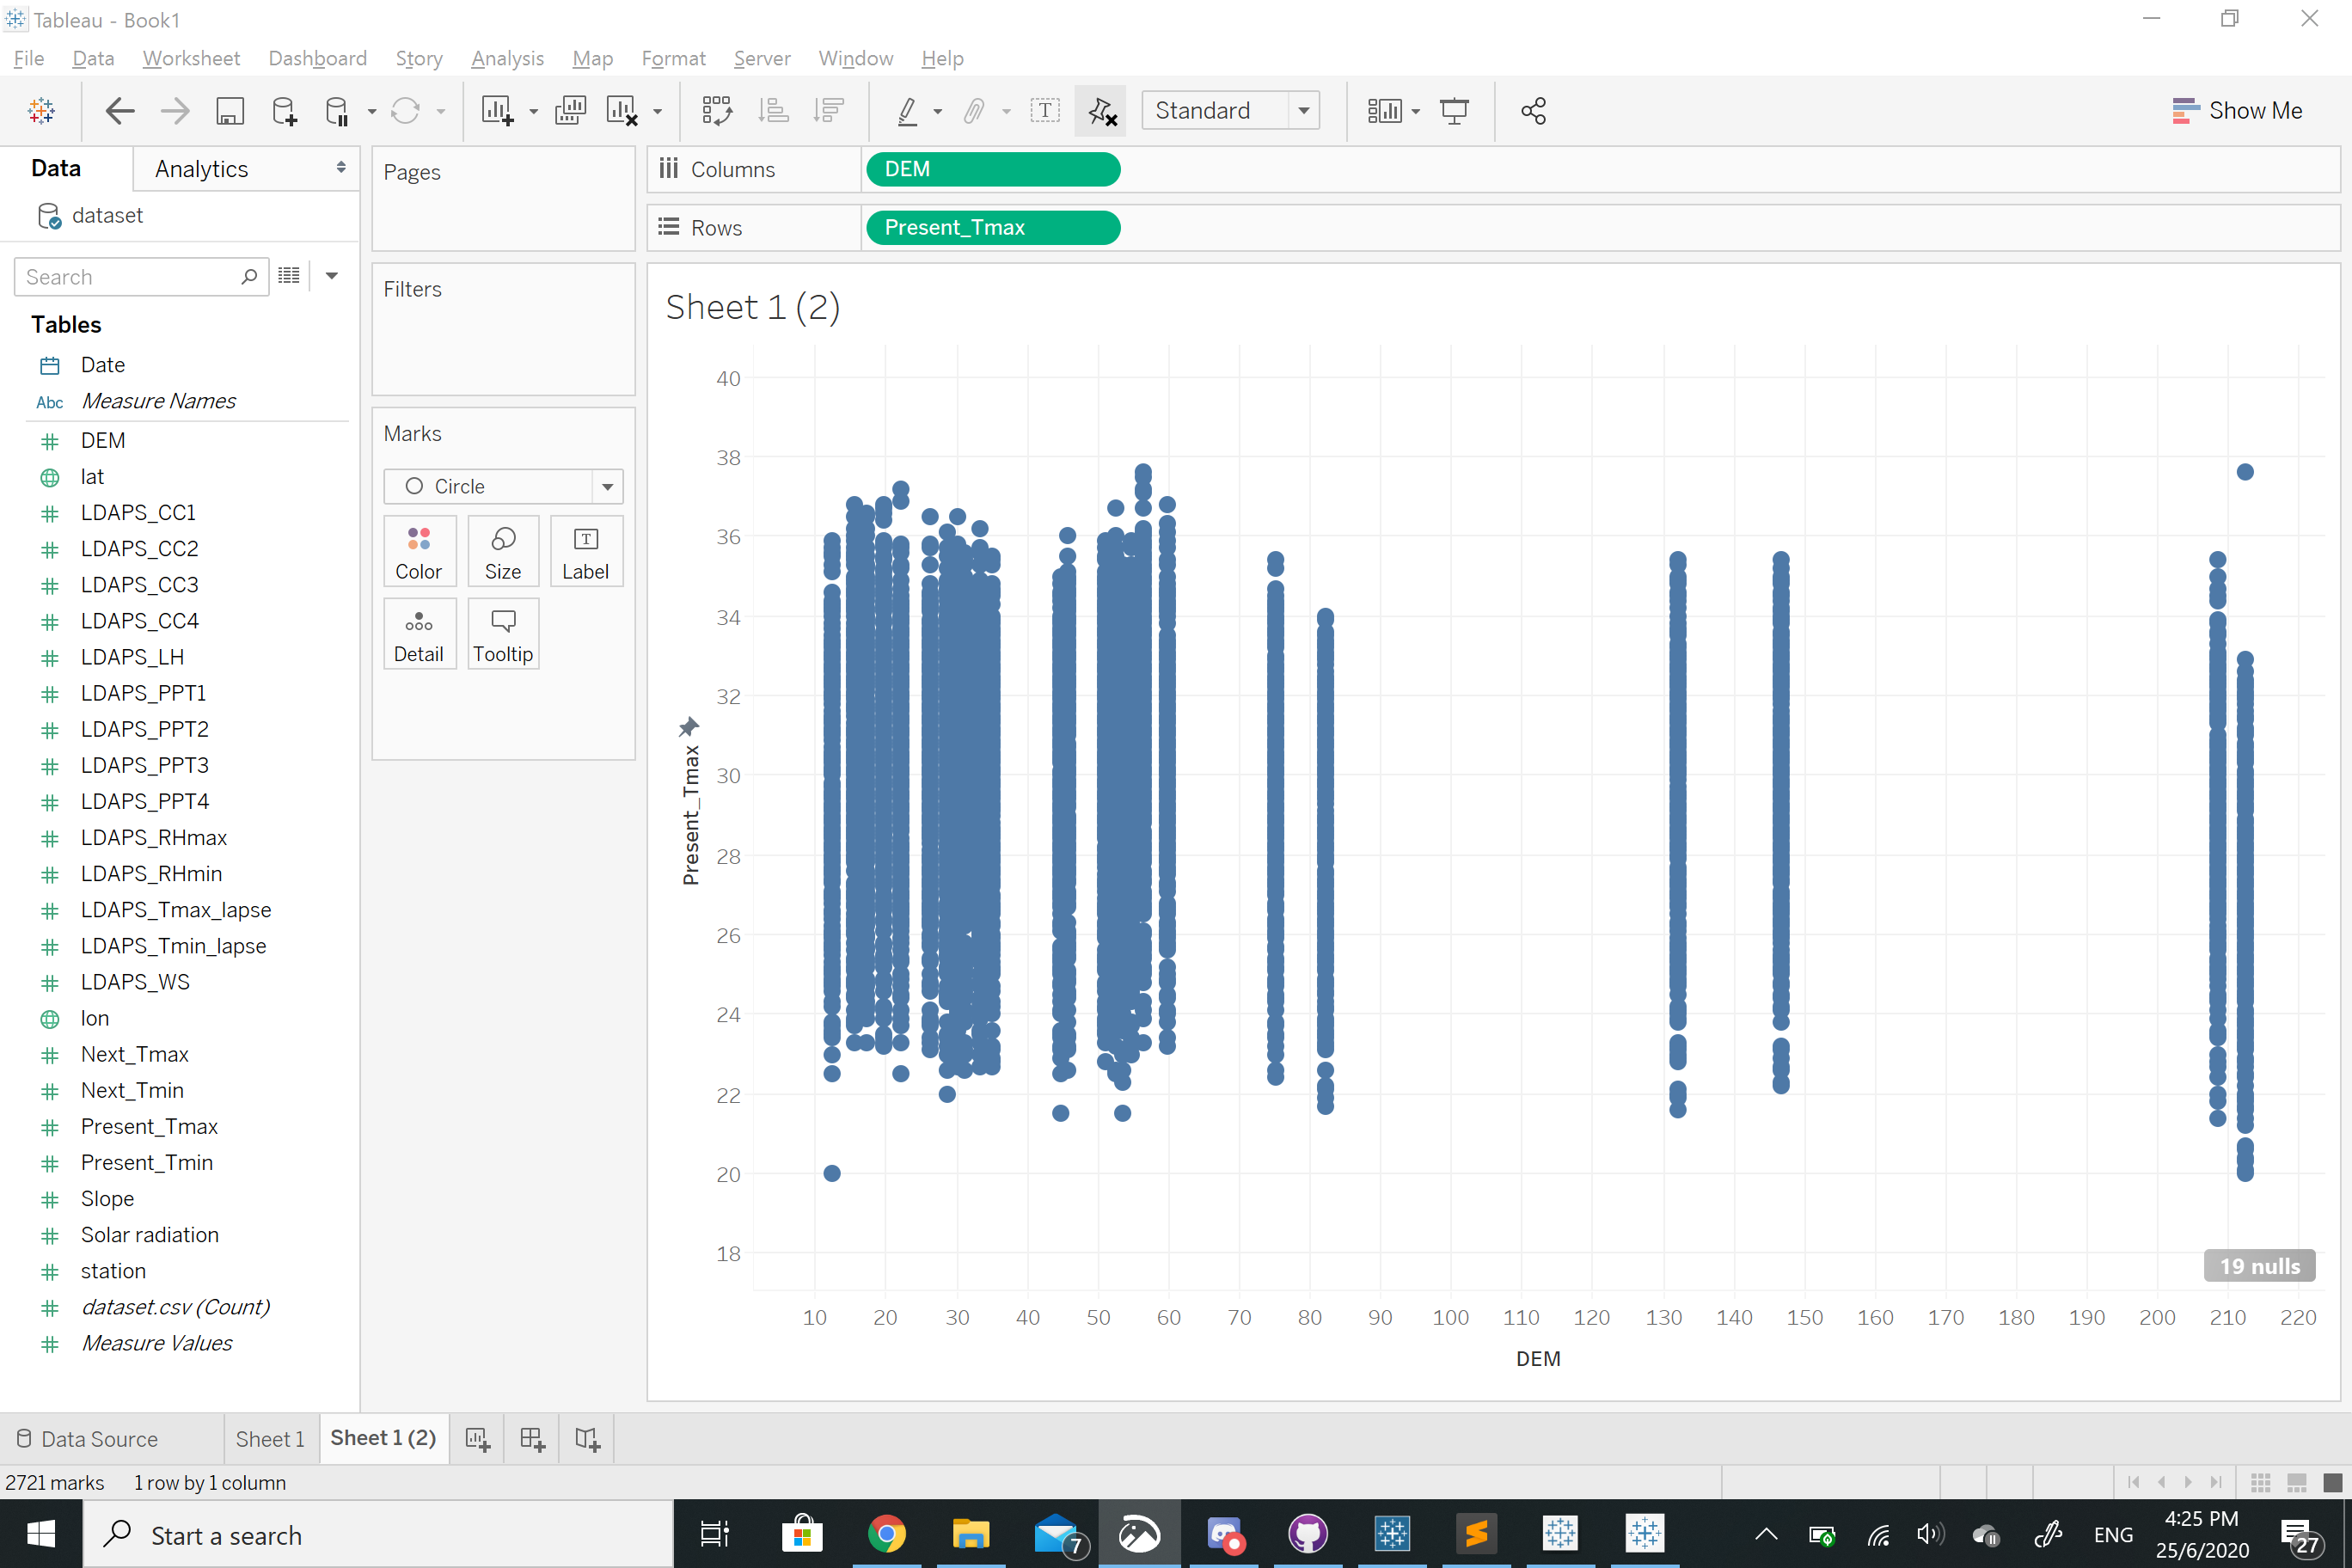 Tableau - Book1
File Data Worksheet Dashboard Story Analysis Map Format Server Window Help
Standard
Show Me
Data Analytics
dataset
Search
Tables
Date
Abc Measure Names
DEM
lat
LDAPS_CC1
LDAPS_CC2
LDAPS_CC3
LDAPS_CC4
LDAPS_LH
LDAPS_PPT1
LDAPS_PPT2
LDAPS_PPT3
LDAPS_PPT4
LDAPS_RHmax
LDAPS_RHmin
LDAPS_Tmax_lapse
LDAPS_Tmin_lapse
LDAPS_WS
lon
Next_Tmax
Next_Tmin
Present_Tmax
Present_Tmin
Slope
Solar radiation
station
dataset.csv (Count)
Measure Values
Pages
Filters
Marks
Circle
Color Size T Label
Detail Tooltip
Columns DEM
Rows Present_Tmax
Sheet 1 (2)
Present_Tmax
40
38
36
34
32
30
28
26
24
22
20
18
19 nulls
10 20 30 40 50 60 70 80 90 100 110 120 130 140 150 160 170 180 190 200 210 220
DEM
Data Source Sheet 1 Sheet 1 (2)
2721 marks 1 row by 1 column
Start a search
7
ENG
4:25 PM
25/6/2020
27